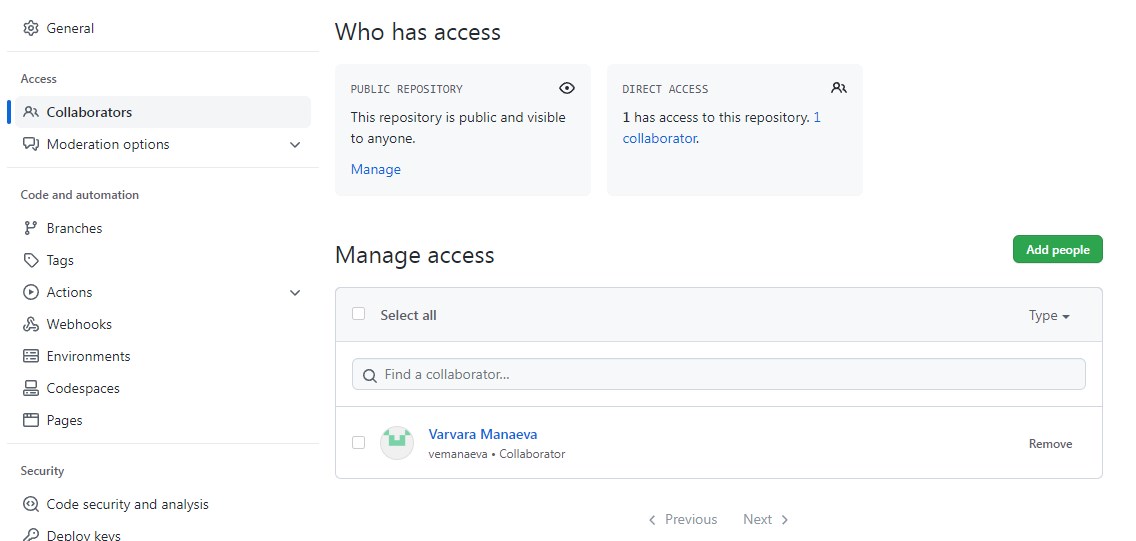 General
Access
Collaborators
Moderation options
Code and automation
Branches
Tags
Actions
Webhooks
Environments
Codespaces
Pages
Security
Code security and analysis
Deploy keys
Who has access
PUBLIC REPOSITORY
This repository is public and visible
to anyone.
Manage
DIRECT ACCESS
1 has access to this repository. 1
collaborator.
Manage access
Add people
Select all
Type
Find a collaborator...
Varvara Manaeva
vemanaeva • Collaborator
Remove
Previous
Next